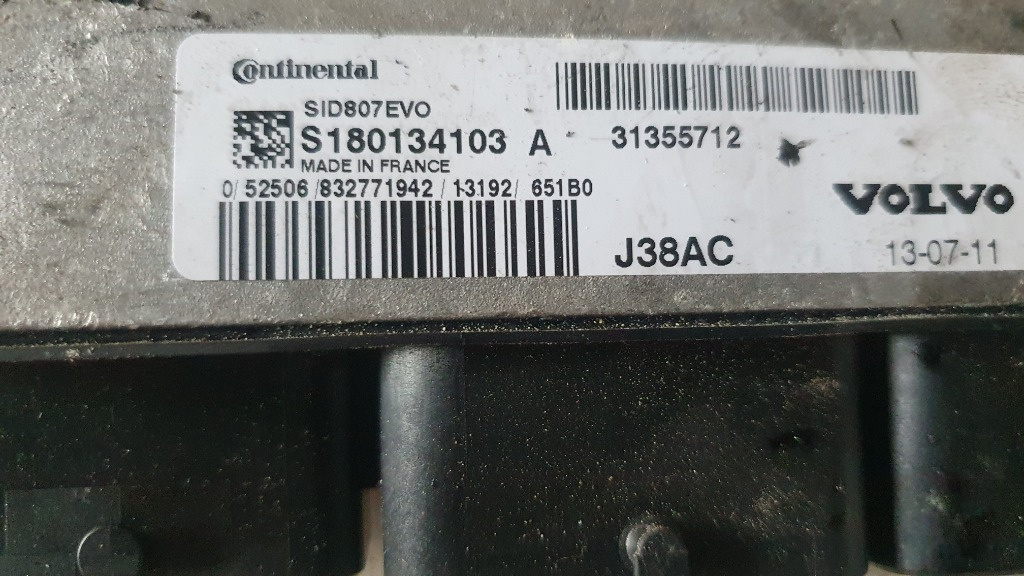 Continental
SID807EVO
S180134103 A
MADE IN FRANCE
0/ 52506 /832771942 / 13192/ 651B0
31355712
VOLVO
J38AC
13-07-11